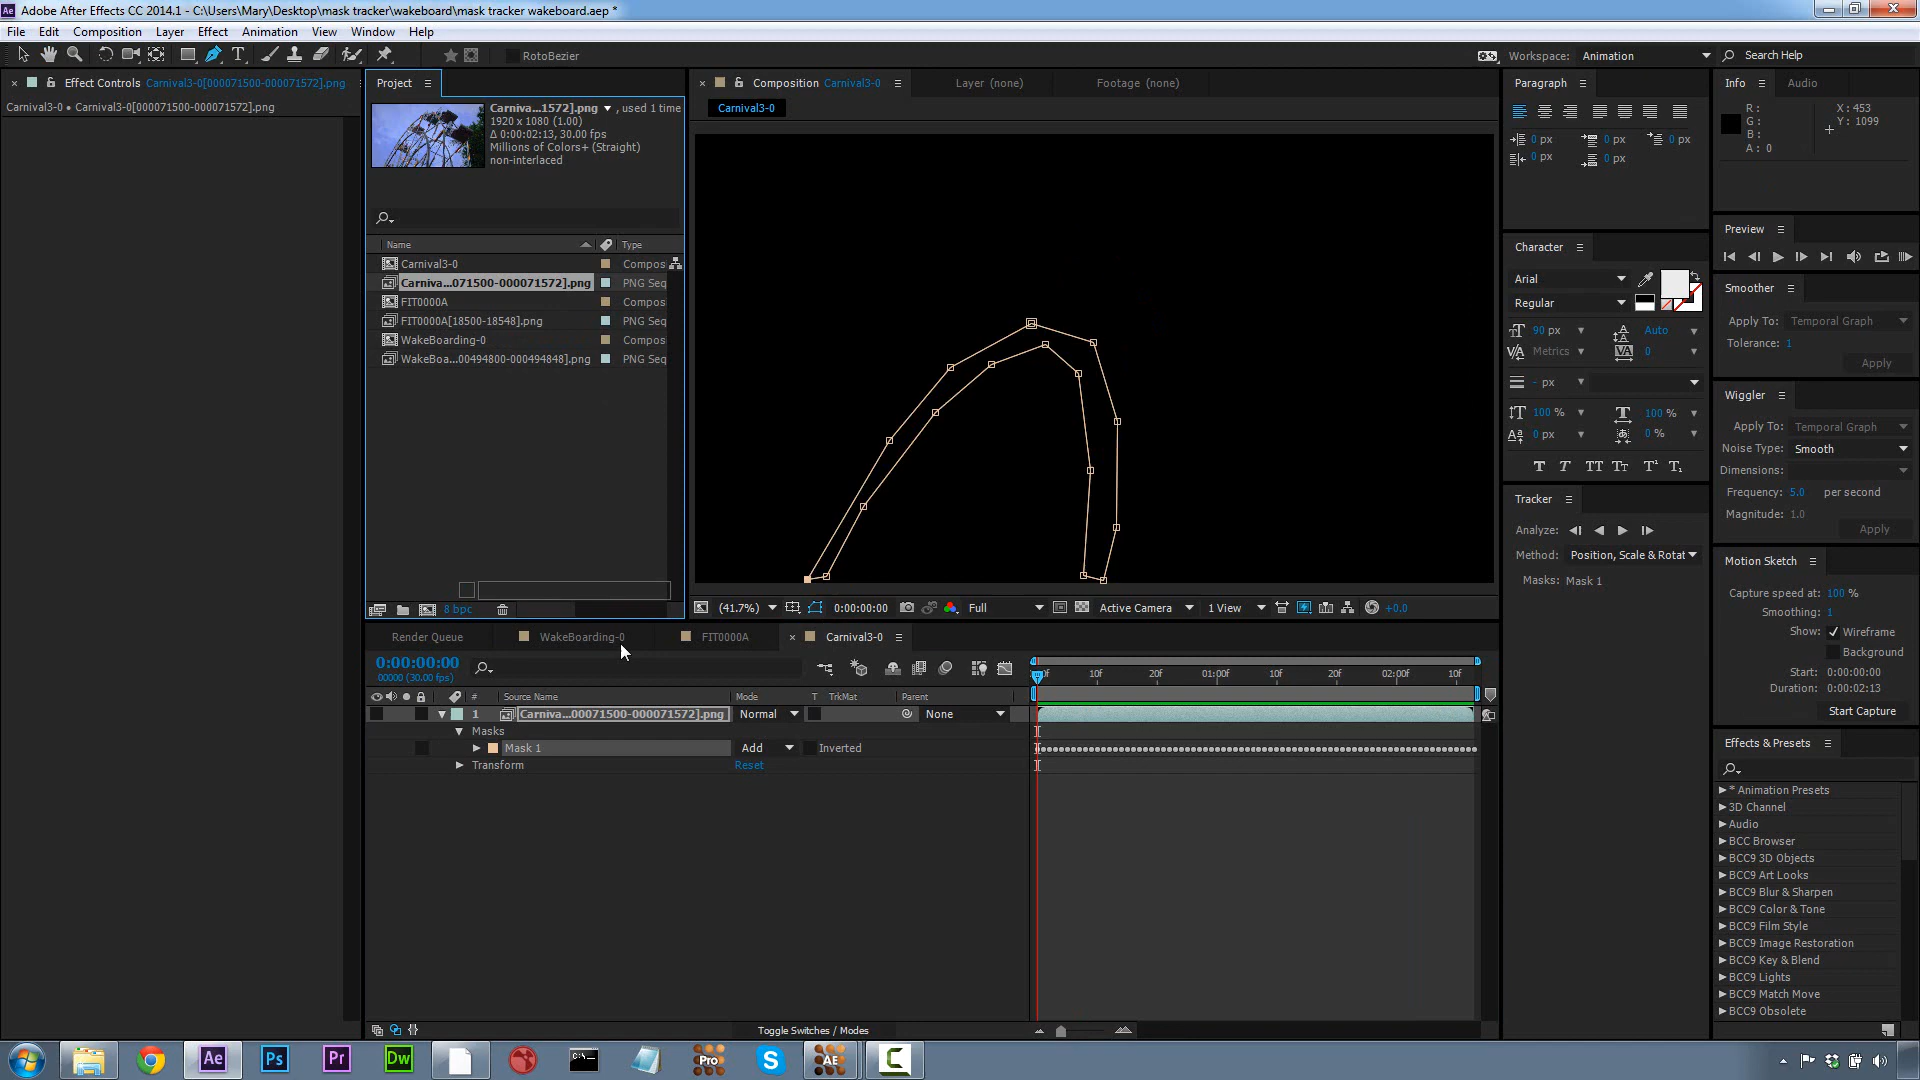 Adobe After Effects CC 2014.1 - C:\Users\Mary\Desktop\mask tracker\wakeboard\mask tracker wakeboard.aep *
File Edit Composition Layer Effect Animation View Window Help
RotoBezier
Workspace: Animation
Search Help
Effect Controls Carnival3-0[000071500-000071572].png
Carnival3-0 • Carnival3-0[000071500-000071572].png
Project
Carniva...1572].png , used 1 time
1920 x 1080 (1.00)
Δ 0:00:02:13, 30.00 fps
Millions of Colors+ (Straight)
non-interlaced
Name Type
Carnival3-0 Compos
Carniva...071500-000071572].png PNG Seq
FIT0000A Compos
FIT0000A[18500-18548].png PNG Seq
WakeBoarding-0 Compos
WakeBoa...00494800-000494848].png PNG Seq
8 bpc
Composition Carnival3-0
Layer (none)
Footage (none)
Carnival3-0
(41.7%) 0:00:00:00 Full Active Camera 1 View +0.0
Paragraph
0 px 0 px 0 px
0 px 0 px
Character
Arial
Regular
90 px Auto
Metrics 0
- px
100 % 100 %
0 px 0 %
T T TT Tт T¹ T₁
Tracker
Analyze:
Method: Position, Scale & Rotat
Masks: Mask 1
Info Audio
R:
G:
B:
A: 0
X: 453
Y: 1099
Preview
Smoother
Apply To: Temporal Graph
Tolerance: 1
Apply
Wiggler
Apply To: Temporal Graph
Noise Type: Smooth
Dimensions:
Frequency: 5.0 per second
Magnitude: 1.0
Apply
Motion Sketch
Capture speed at: 100 %
Smoothing: 1
Show: Wireframe
Background
Start: 0:00:00:00
Duration: 0:00:02:13
Start Capture
Effects & Presets
* Animation Presets
3D Channel
Audio
BCC Browser
BCC9 3D Objects
BCC9 Art Looks
BCC9 Blur & Sharpen
BCC9 Color & Tone
BCC9 Film Style
BCC9 Image Restoration
BCC9 Key & Blend
BCC9 Lights
BCC9 Match Move
BCC9 Obsolete
Render Queue WakeBoarding-0 FIT0000A Carnival3-0
0:00:00:00
00000 (30.00 fps)
10f 20f 01:00f 10f 20f 02:00f 10f
# Source Name Mode T TrkMat Parent
1 Carniva...00071500-000071572].png Normal None
Masks
Mask 1 Add Inverted
Transform Reset
Toggle Switches / Modes
Ae Ps Pr Dw Pro AE